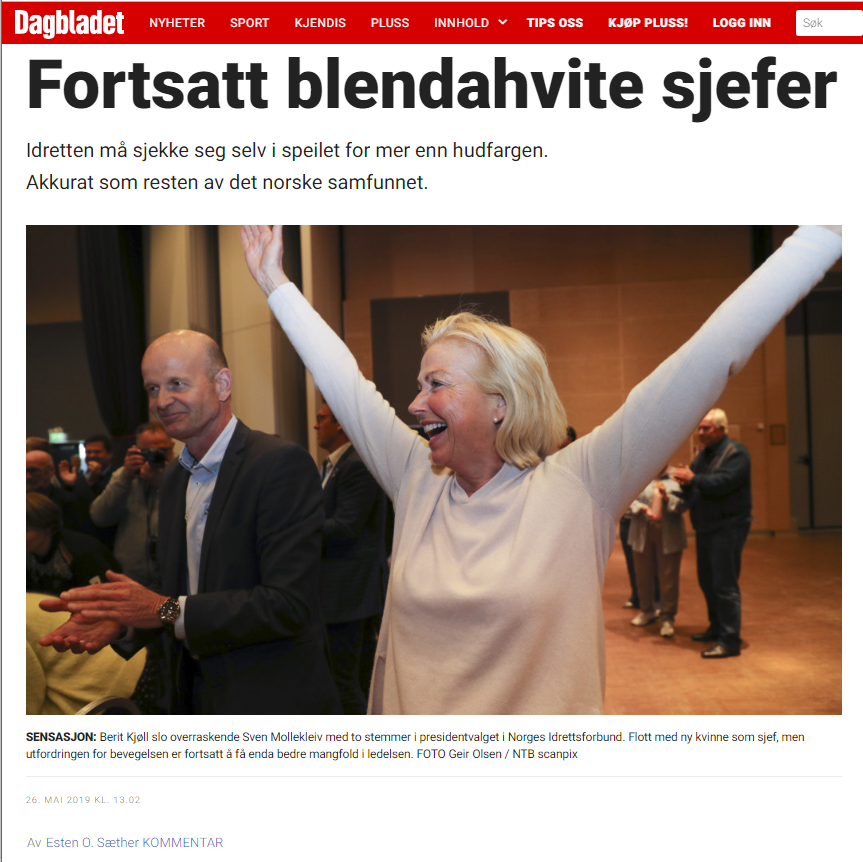 Dagbladet NYHETER SPORT KJENDIS PLUSS INNHOLD TIPS OSS KJØP PLUSS! LOGG INN Søk
Fortsatt blendahvite sjefer
Idretten må sjekke seg selv i speilet for mer enn hudfargen.
Akkurat som resten av det norske samfunnet.
SENSASJON: Berit Kjøll slo overraskende Sven Mollekleiv med to stemmer i presidentvalget i Norges Idrettsforbund. Flott med ny kvinne som sjef, men
utfordringen for bevegelsen er fortsatt å få enda bedre mangfold i ledelsen. FOTO Geir Olsen / NTB scanpix
26. MAI 2019 KL. 13.02
Av Esten O. Sæther KOMMENTAR